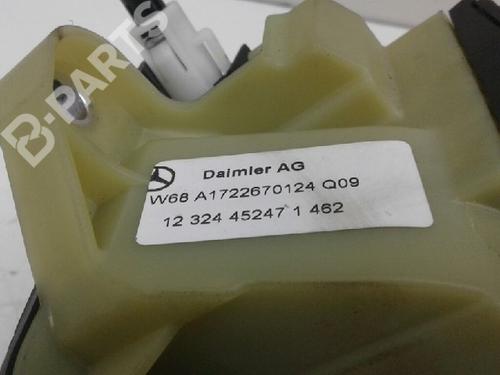 B-PARTS
Daimler AG
W68 A1722670124 Q09
12 324 45247 1 462